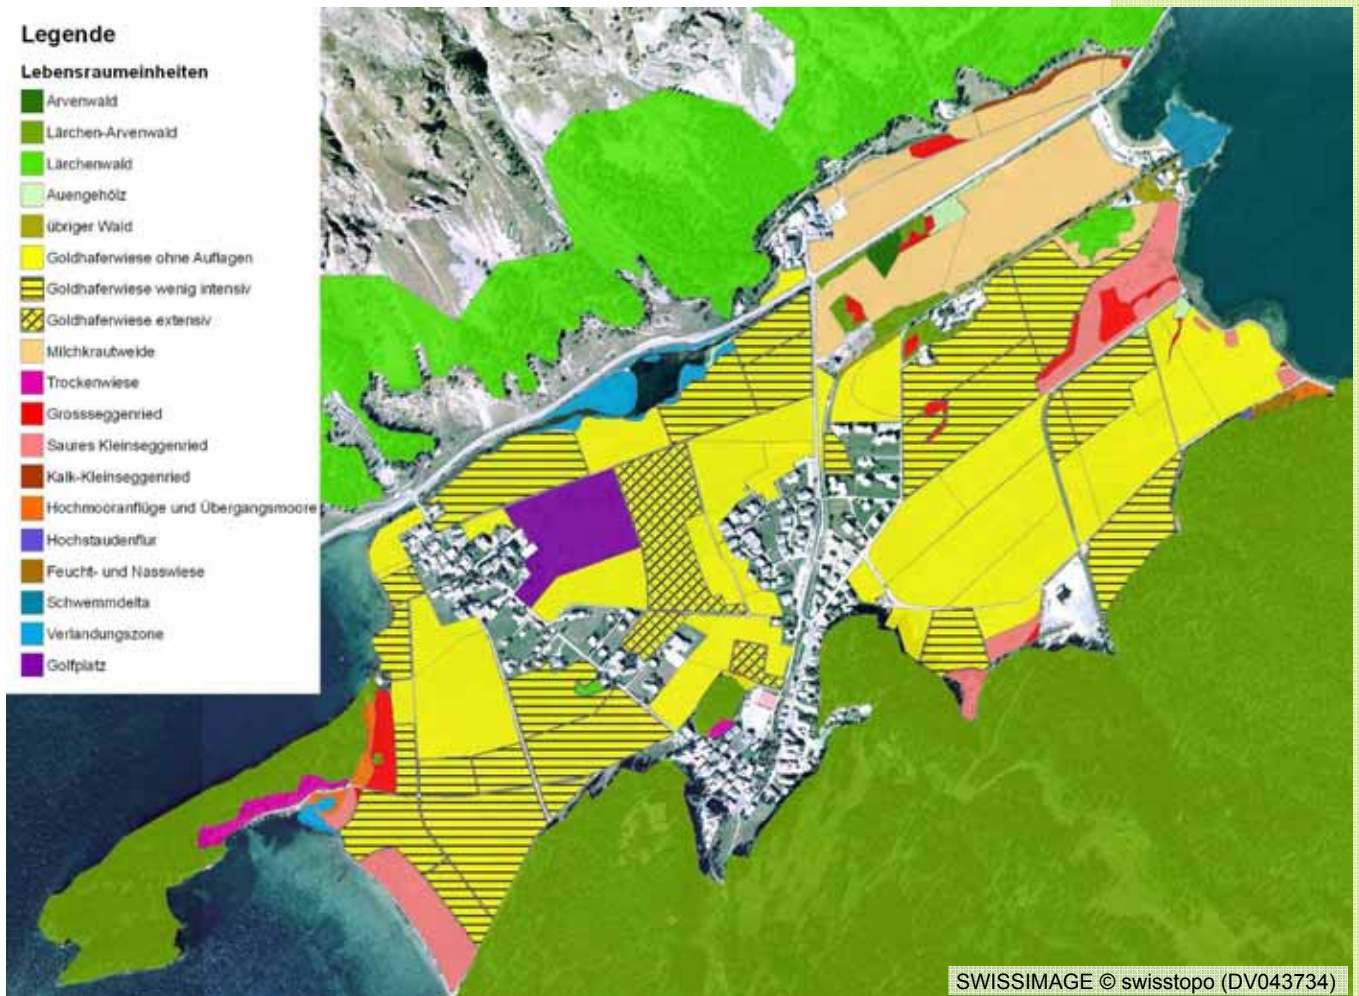 Legende
Lebensraumeinheiten
Arvenwald
Lärchen-Arvenwald
Lärchenwald
Auengehölz
übriger Wald
Goldhaferwiese ohne Auflagen
Goldhaferwiese wenig intensiv
Goldhaferwiese extensiv
Milchkrautweide
Trockenwiese
Grossseggenried
Saures Kleinseggenried
Kalk-Kleinseggenried
Hochmooranflüge und Übergangsmoore
Hochstaudenflur
Feucht- und Nasswiese
Schwemmdelta
Verlandungszone
Golfplatz
SWISSIMAGE © swisstopo (DV043734)